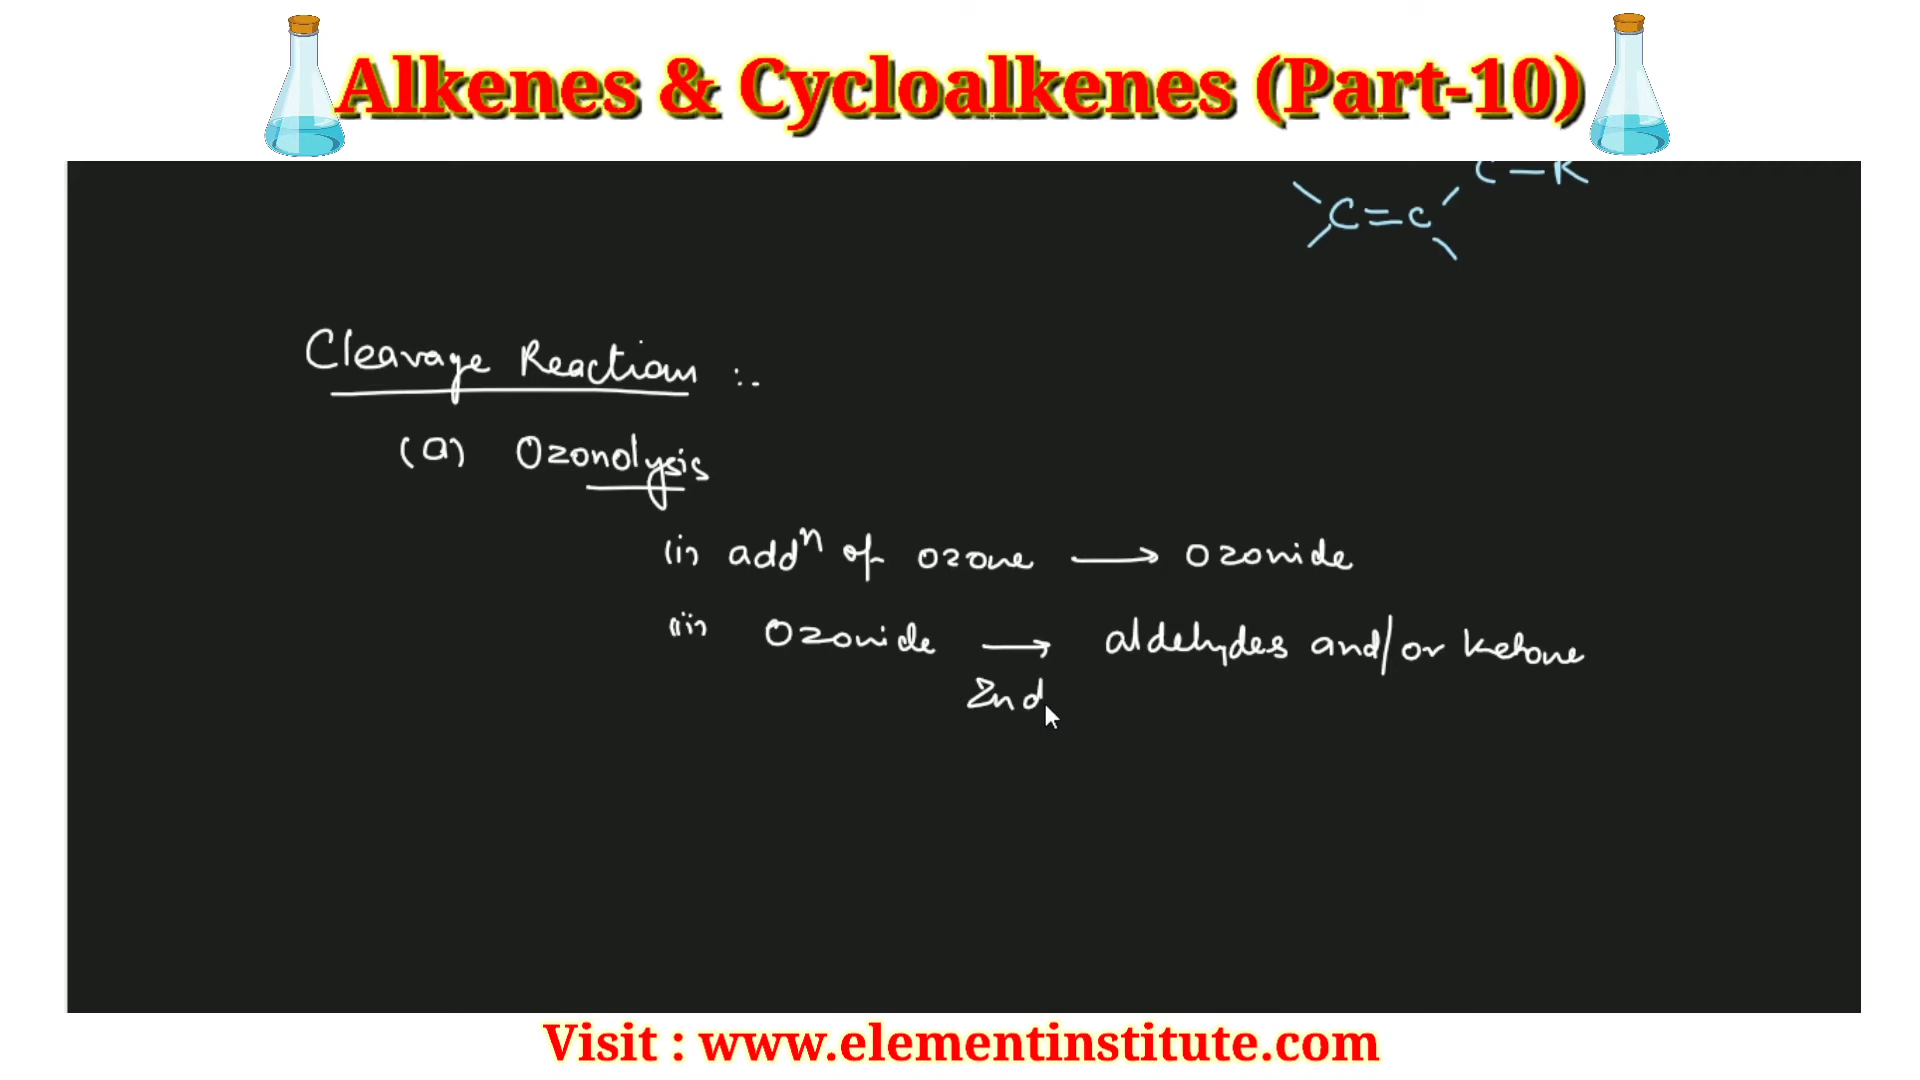 Alkenes & Cycloalkenes (Part-10)
C — R
C = C
Cleavage Reaction :-
(a) Ozonolysis
(i) addⁿ of ozone ⟶ Ozonide
(ii) Ozonide ⟶ aldehydes and/or Ketone
Zn d
Visit : www.elementinstitute.com